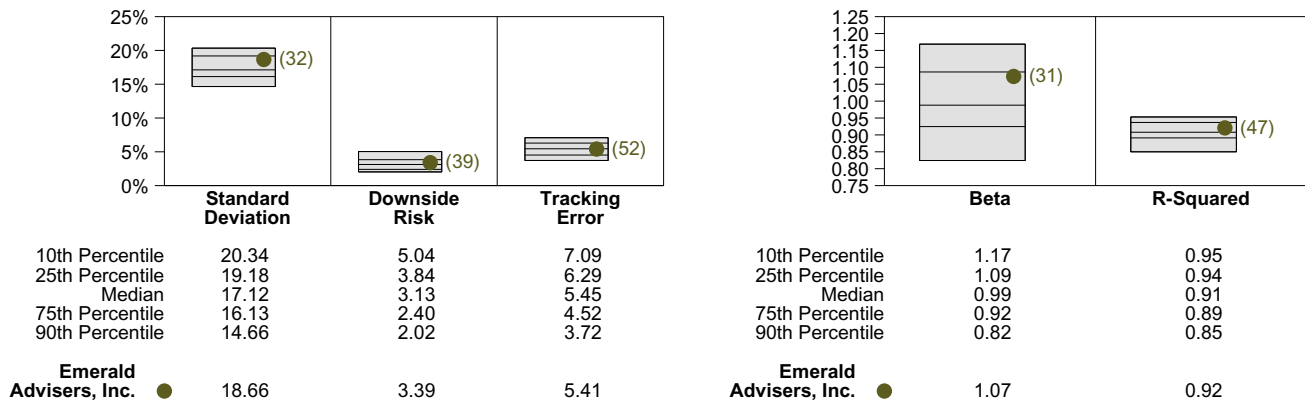 25%
20%
15%
10%
5%
0%
(32)
(39)
(52)
Standard Deviation
Downside Risk
Tracking Error
10th Percentile 20.34 5.04 7.09
25th Percentile 19.18 3.84 6.29
Median 17.12 3.13 5.45
75th Percentile 16.13 2.40 4.52
90th Percentile 14.66 2.02 3.72
Emerald
Advisers, Inc. 18.66 3.39 5.41
1.25
1.20
1.15
1.10
1.05
1.00
0.95
0.90
0.85
0.80
0.75
(31)
(47)
Beta
R-Squared
10th Percentile 1.17 0.95
25th Percentile 1.09 0.94
Median 0.99 0.91
75th Percentile 0.92 0.89
90th Percentile 0.82 0.85
Emerald
Advisers, Inc. 1.07 0.92